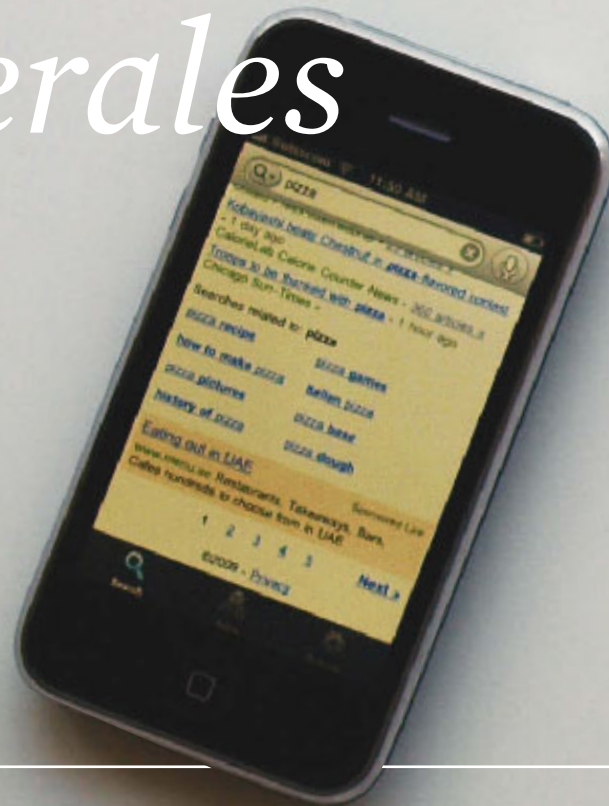 erales
11:50 AM
pizza
Kobayashi beats Chestnut in pizza-flavored contest
- 1 day ago
CalorieLab Calorie Counter News - 360 articles »
Troops to be thanked with pizza - 1 hour ago
Chicago Sun-Times -
Searches related to: pizza
pizza recipe pizza games
how to make pizza italian pizza
pizza pictures pizza base
history of pizza pizza dough
Eating out in UAE
Sponsored Link
www.menu.ae Restaurants, Takeaways, Bars,
Cafes hundreds to choose from in UAE
1 2 3 4 5 Next »
©2009 - Privacy
Search